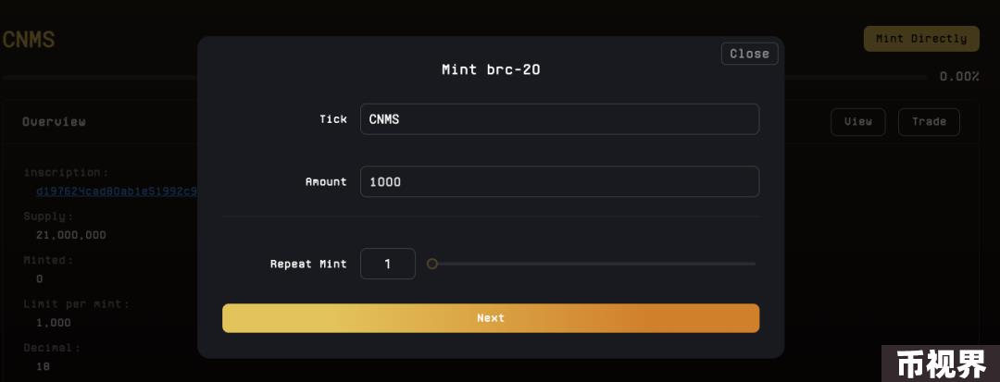 CNMS
Mint Directly
Close
Mint brc-20
0.00%
Tick
CNMS
Overview
View
Trade
inscription:
d197624cad80ab1e51992c9
Amount
1000
Supply:
21,000,000
Minted:
0
Repeat Mint
1
Limit per mint:
1,000
Next
Decimal:
18
币视界